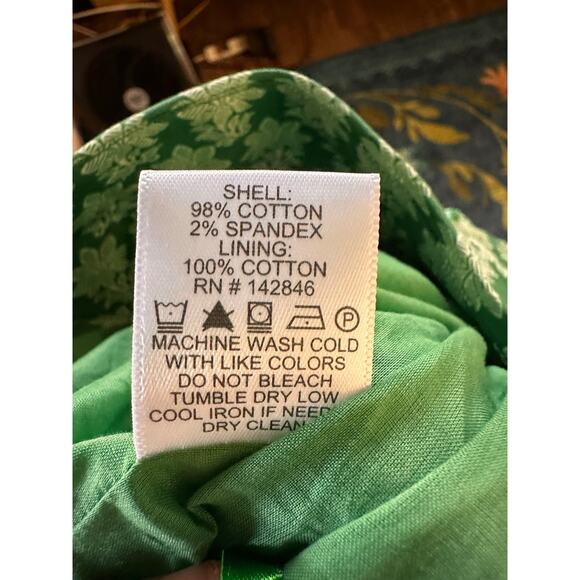 SHELL:
98% COTTON
2% SPANDEX
LINING:
100% COTTON
RN # 142846
P
MACHINE WASH COLD
WITH LIKE COLORS
DO NOT BLEACH
TUMBLE DRY LOW
COOL IRON IF
DRY CLEAN